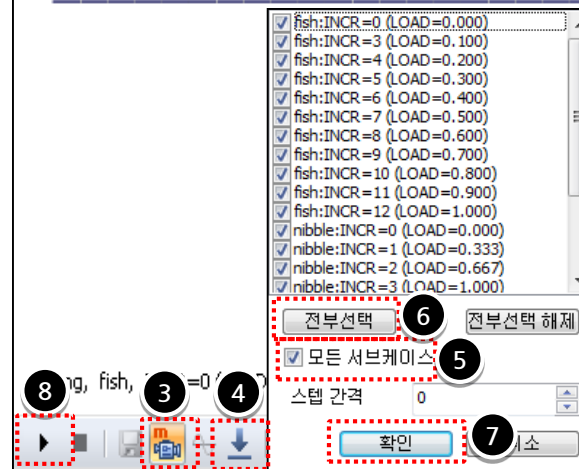 fish:INCR=0 (LOAD=0.000)
fish:INCR=3 (LOAD=0.100)
fish:INCR=4 (LOAD=0.200)
fish:INCR=5 (LOAD=0.300)
fish:INCR=6 (LOAD=0.400)
fish:INCR=7 (LOAD=0.500)
fish:INCR=8 (LOAD=0.600)
fish:INCR=9 (LOAD=0.700)
fish:INCR=10 (LOAD=0.800)
fish:INCR=11 (LOAD=0.900)
fish:INCR=12 (LOAD=1.000)
nibble:INCR=0 (LOAD=0.000)
nibble:INCR=1 (LOAD=0.333)
nibble:INCR=2 (LOAD=0.667)
nibble:INCR=3 (LOAD=1.000)
전부선택 6 전부선택 해제
모든 서브케이스 5
스텝 간격 0
확인 7 소
8 ng, fish, 3 =0 4
m